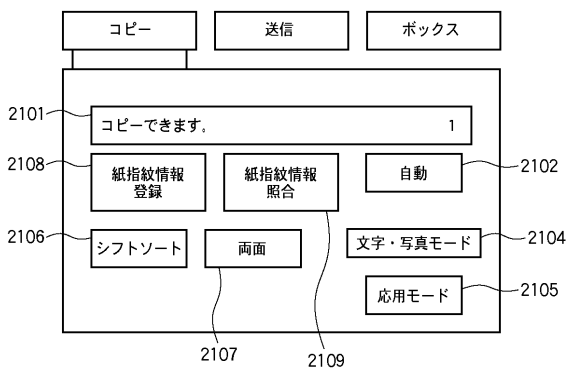 コピー
送信
ボックス
2101
コピーできます。 1
2108
紙指紋情報
登録
紙指紋情報
照合
自動
2102
2106
シフトソート
両面
文字・写真モード
2104
応用モード
2105
2107
2109